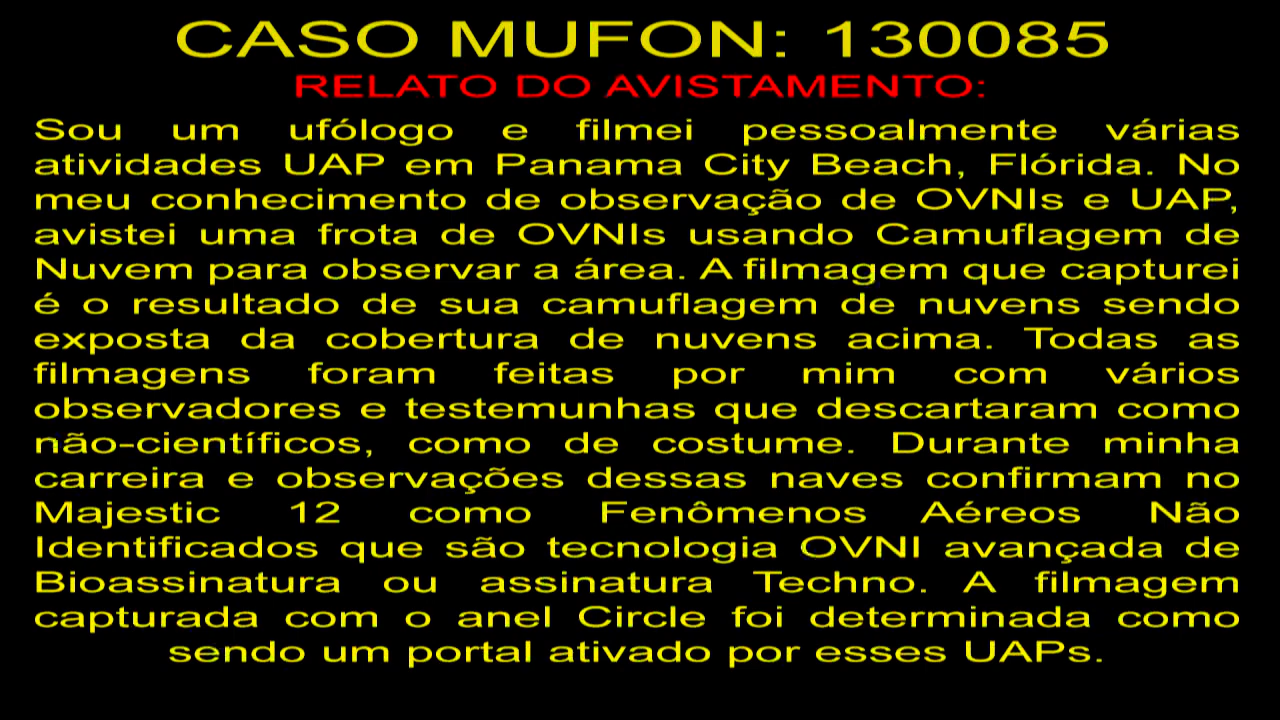 CASO MUFON: 130085
RELATO DO AVISTAMENTO:
Sou um ufólogo e filmei pessoalmente várias
atividades UAP em Panama City Beach, Flórida. No
meu conhecimento de observação de OVNIs e UAP,
avistei uma frota de OVNIs usando Camuflagem de
Nuvem para observar a área. A filmagem que capturei
é o resultado de sua camuflagem de nuvens sendo
exposta da cobertura de nuvens acima. Todas as
filmagens foram feitas por mim com vários
observadores e testemunhas que descartaram como
não-científicos, como de costume. Durante minha
carreira e observações dessas naves confirmam no
Majestic 12 como Fenômenos Aéreos Não
Identificados que são tecnologia OVNI avançada de
Bioassinatura ou assinatura Techno. A filmagem
capturada com o anel Circle foi determinada como
sendo um portal ativado por esses UAPs.